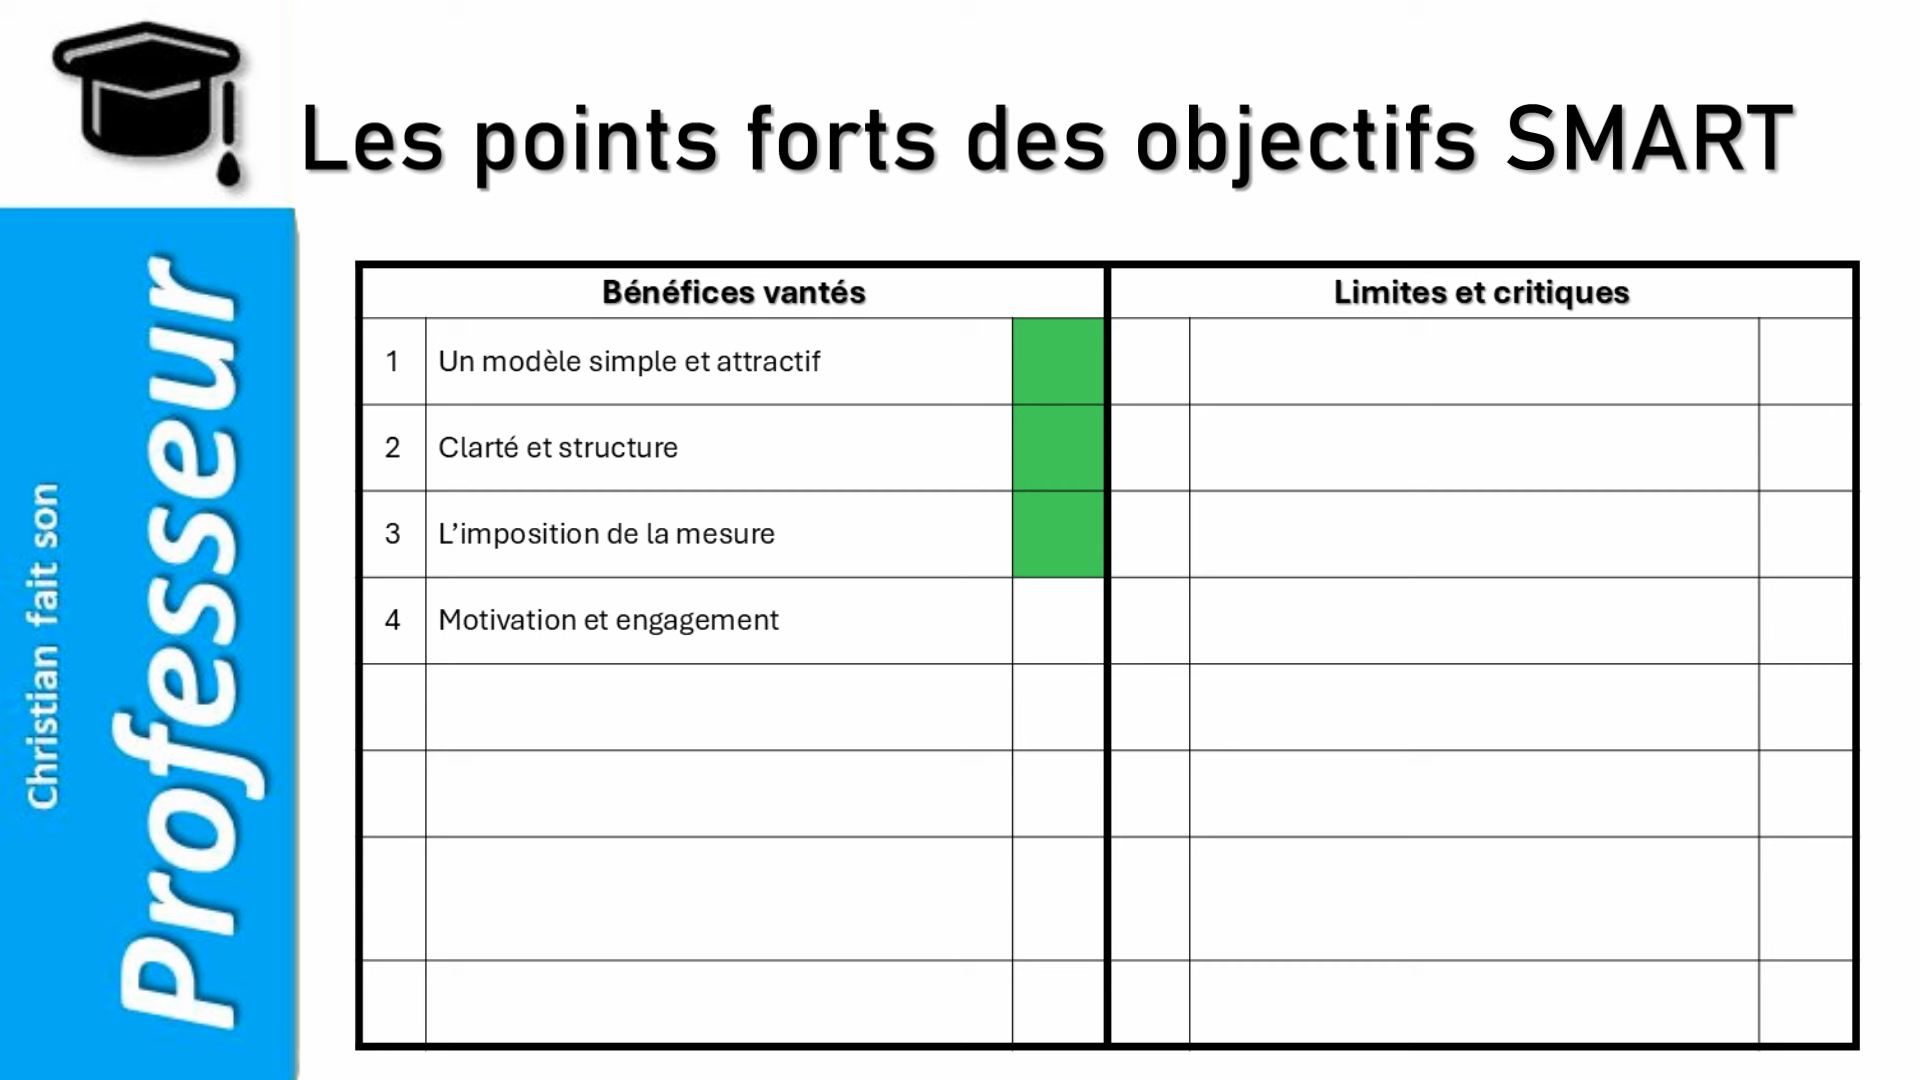 Les points forts des objectifs SMART
Christian fait son
Professeur
Bénéfices vantés
Limites et critiques
1 Un modèle simple et attractif
2 Clarté et structure
3 L’imposition de la mesure
4 Motivation et engagement